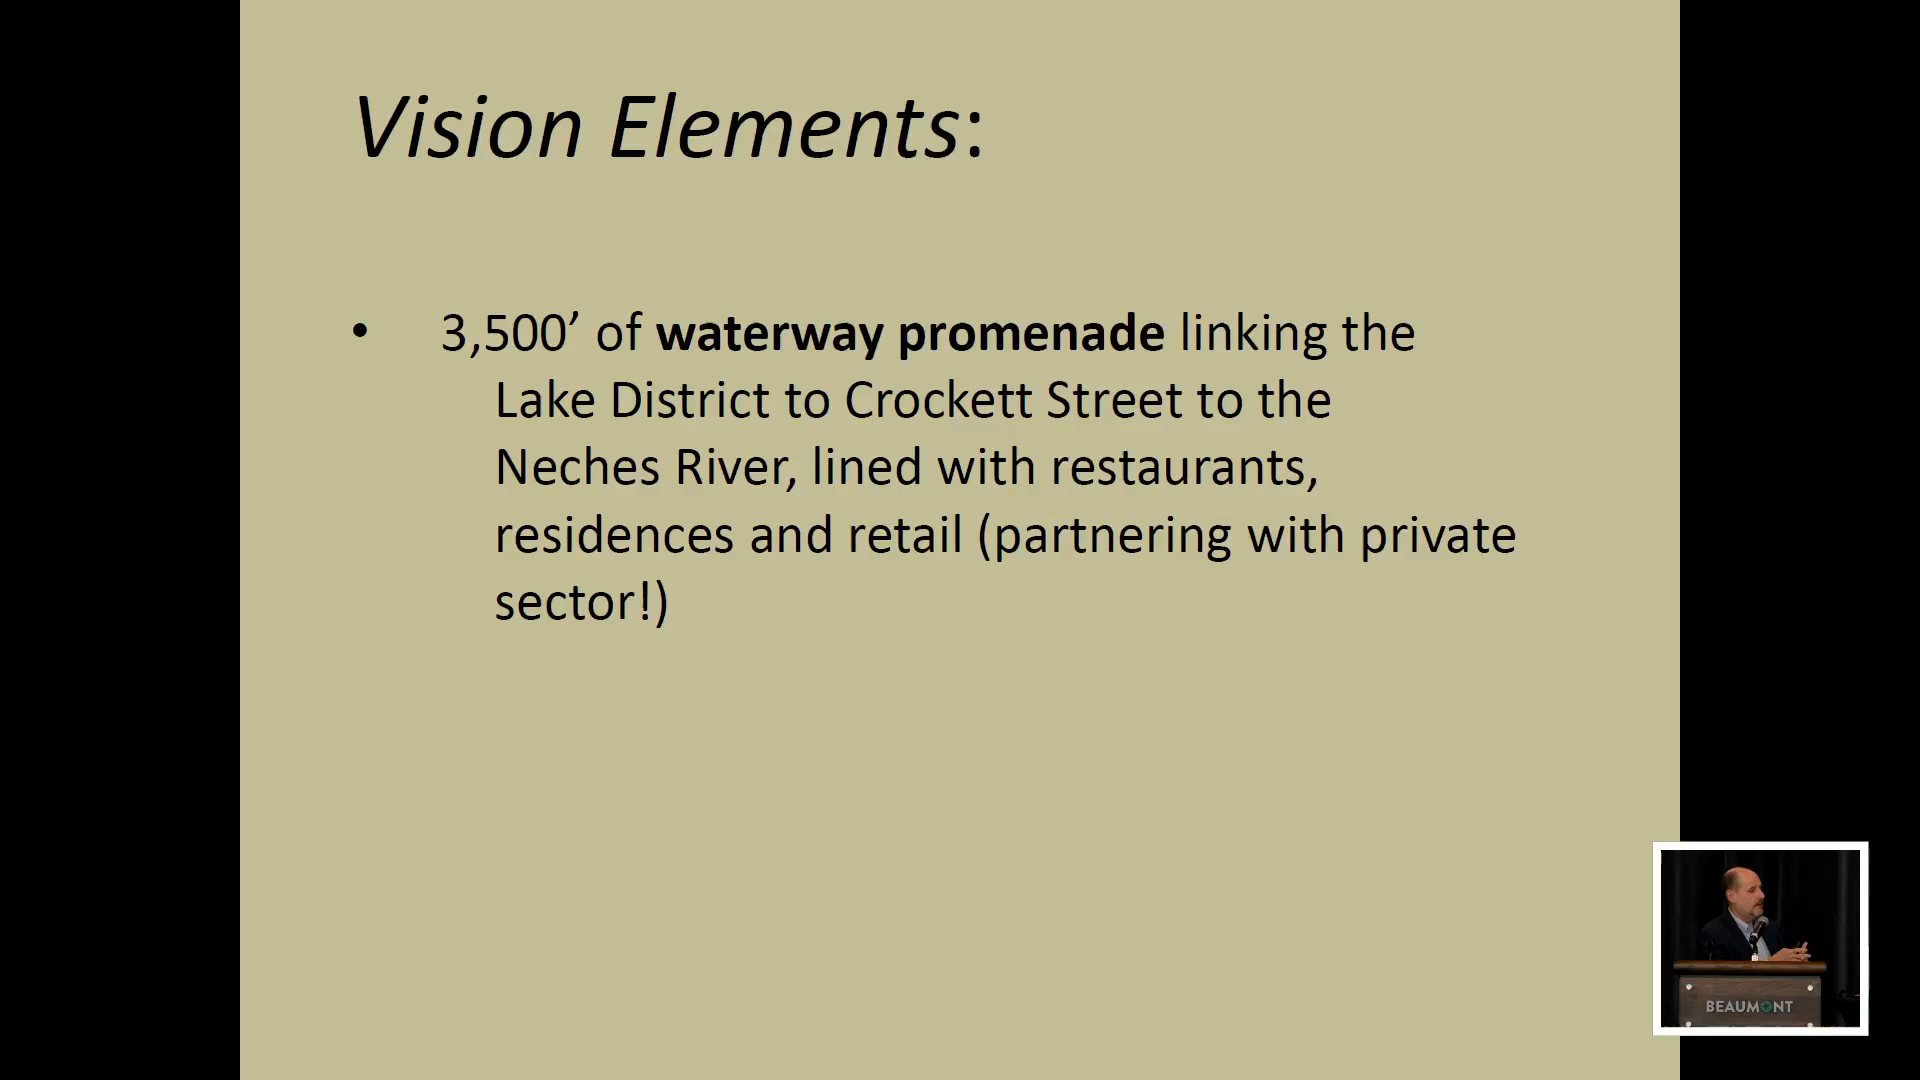 Vision Elements:
• 3,500’ of waterway promenade linking the
Lake District to Crockett Street to the
Neches River, lined with restaurants,
residences and retail (partnering with private
sector!)
BEAUMONT